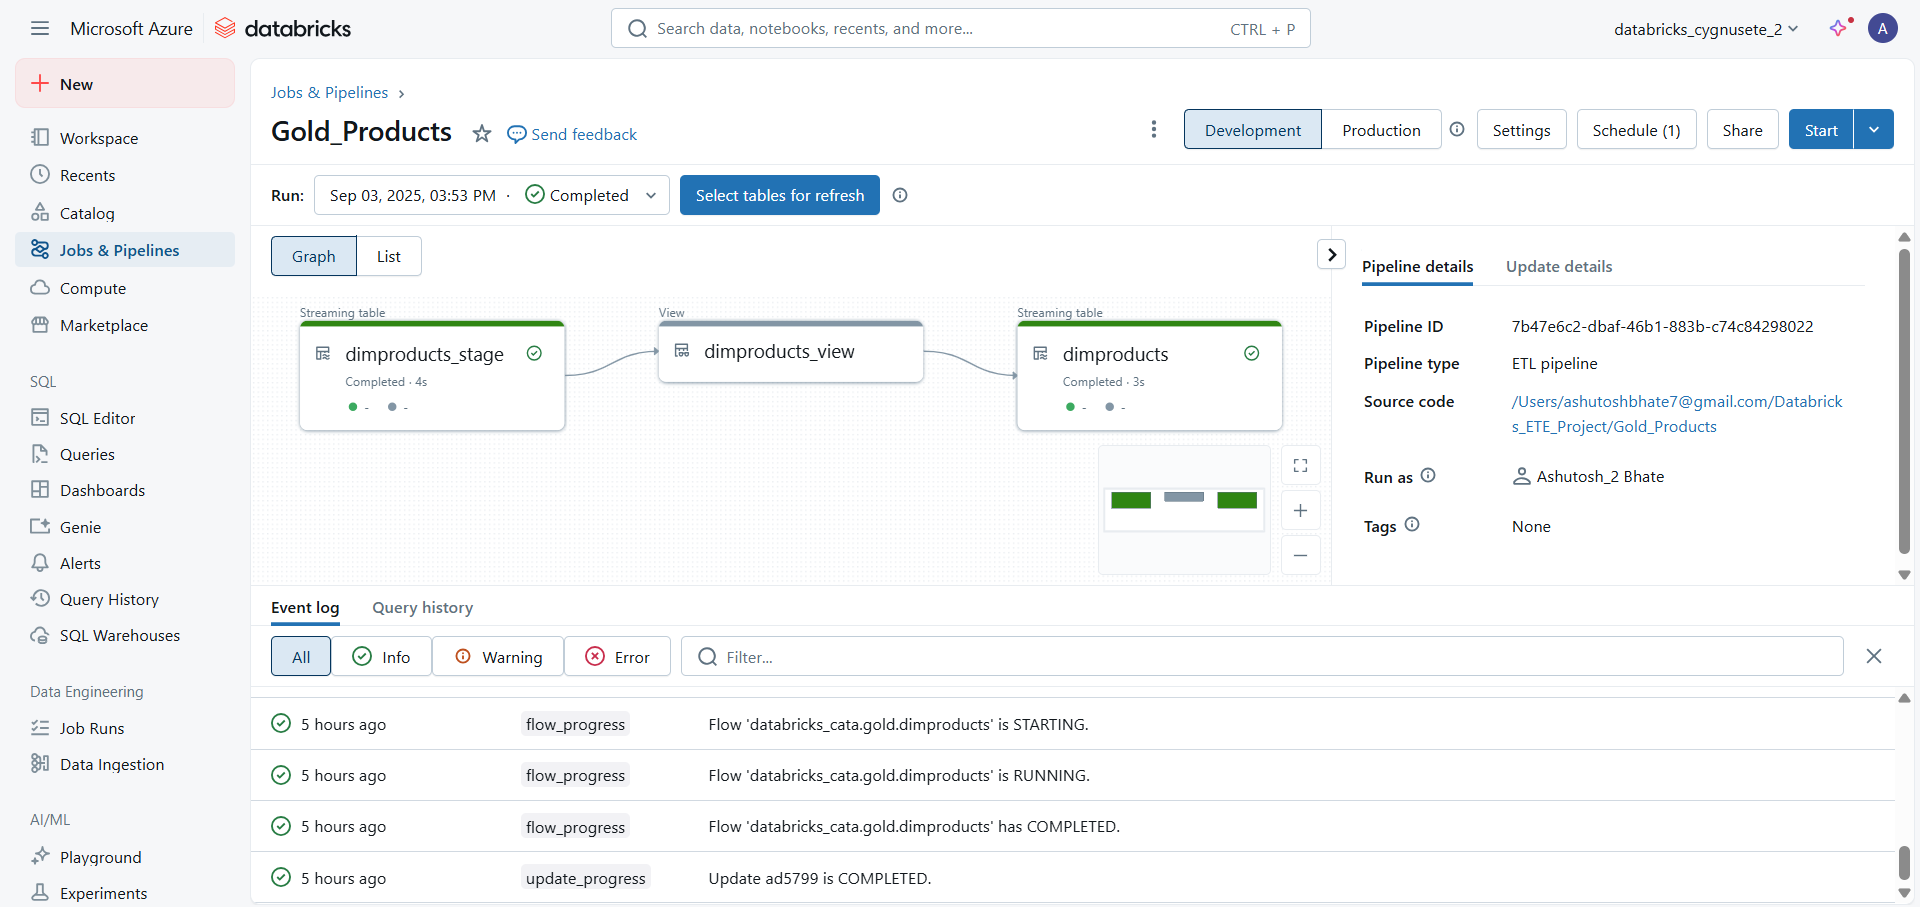 Microsoft Azure
databricks
Search data, notebooks, recents, and more...
CTRL + P
databricks_cygnusete_2
A
New
Workspace
Recents
Catalog
Jobs & Pipelines
Compute
Marketplace
SQL
SQL Editor
Queries
Dashboards
Genie
Alerts
Query History
SQL Warehouses
Data Engineering
Job Runs
Data Ingestion
AI/ML
Playground
Experiments
Jobs & Pipelines ›
Gold_Products
Send feedback
Development
Production
Settings
Schedule (1)
Share
Start
Run:
Sep 03, 2025, 03:53 PM · Completed
Select tables for refresh
Graph
List
Streaming table
dimproducts_stage
Completed · 4s
- -
View
dimproducts_view
Streaming table
dimproducts
Completed · 3s
- -
Pipeline details
Update details
Pipeline ID
7b47e6c2-dbaf-46b1-883b-c74c84298022
Pipeline type
ETL pipeline
Source code
/Users/ashutoshbhate7@gmail.com/Databrick
s_ETE_Project/Gold_Products
Run as
Ashutosh_2 Bhate
Tags
None
Event log
Query history
All
Info
Warning
Error
Filter...
5 hours ago flow_progress Flow 'databricks_cata.gold.dimproducts' is STARTING.
5 hours ago flow_progress Flow 'databricks_cata.gold.dimproducts' is RUNNING.
5 hours ago flow_progress Flow 'databricks_cata.gold.dimproducts' has COMPLETED.
5 hours ago update_progress Update ad5799 is COMPLETED.